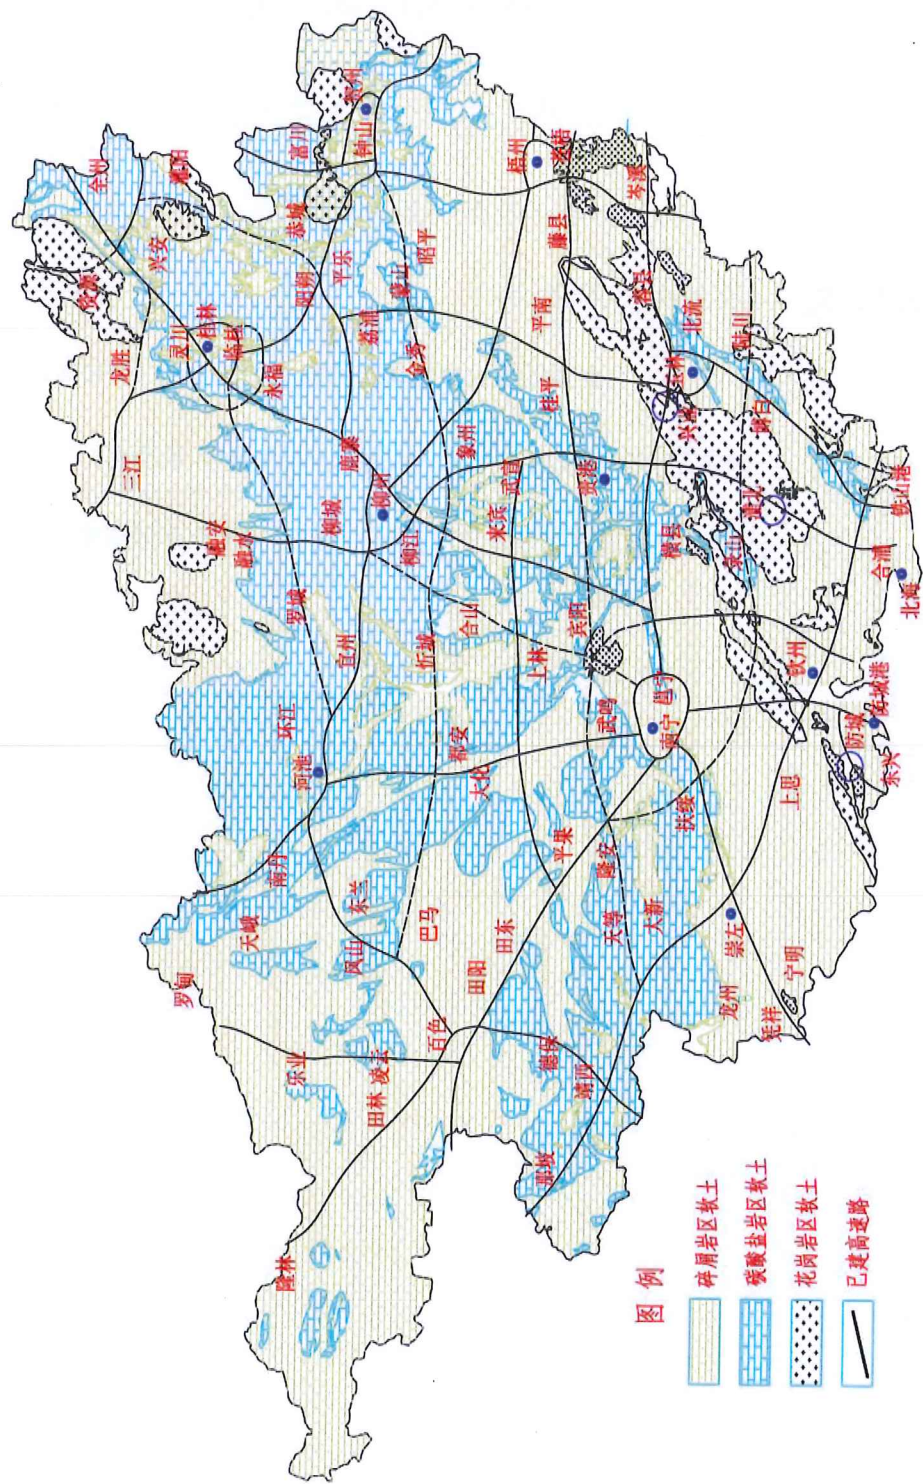 全州
灌阳
资源
兴安
龙胜
三江
灵川
桂林
临桂
永福
阳朔
恭城
富川
钟山
贺州
平乐
荔浦
蒙山
昭平
金秀
鹿寨
融安
融水
柳城
柳州
柳江
罗城
宜州
忻城
合山
来宾
武宣
象州
桂平
平南
藤县
梧州
苍梧
岑溪
容县
北流
玉林
兴业
陆川
博白
贵港
横县
灵山
浦北
铁山港
合浦
北海
宾阳
上林
环江
河池
都安
大化
武鸣
邕宁
南宁
钦州
防城港
防城
东兴
上思
扶绥
南丹
天峨
东兰
凤山
巴马
平果
隆安
田东
田阳
天等
大新
崇左
宁明
龙州
凭祥
罗甸
乐业
凌云
百色
田林
德保
靖西
那坡
隆林
图 例
碎屑岩区软土
碳酸盐岩区软土
花岗岩区软土
已建高速路